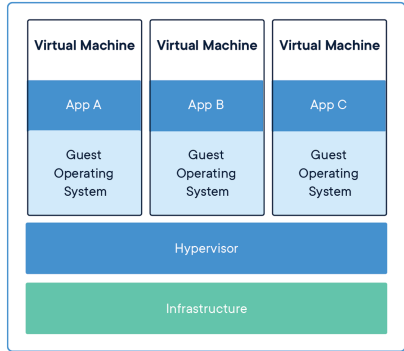 Virtual Machine
Virtual Machine
Virtual Machine
App A
App B
App C
Guest
Operating
System
Guest
Operating
System
Guest
Operating
System
Hypervisor
Infrastructure